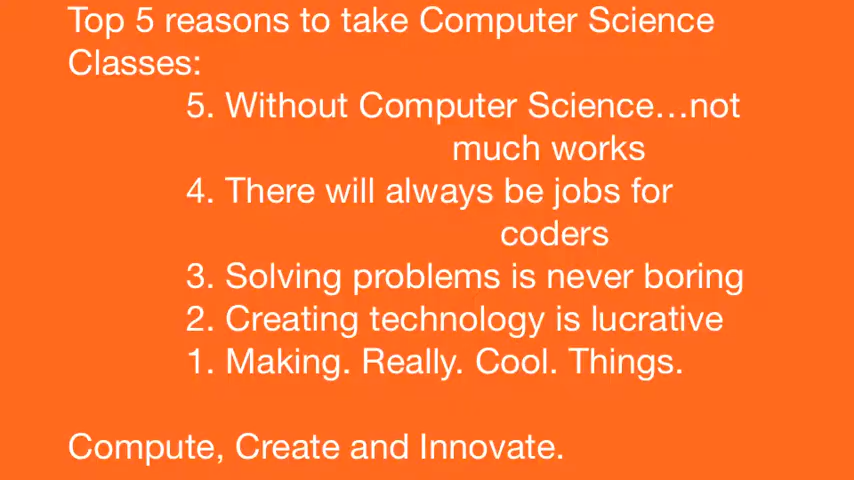 Top 5 reasons to take Computer Science
Classes:
5. Without Computer Science…not
much works
4. There will always be jobs for
coders
3. Solving problems is never boring
2. Creating technology is lucrative
1. Making. Really. Cool. Things.
Compute, Create and Innovate.